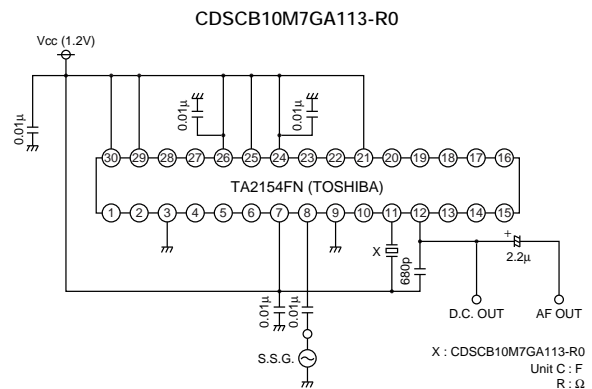 CDSCB10M7GA113-R0
Vcc (1.2V)
0.01μ
0.01μ
0.01μ
30 29 28 27 26 25 24 23 22 21 20 19 18 17 16
TA2154FN (TOSHIBA)
1 2 3 4 5 6 7 8 9 10 11 12 13 14 15
X
680p
+
2.2μ
0.01μ
0.01μ
D.C. OUT
AF OUT
S.S.G.
X : CDSCB10M7GA113-R0
Unit C : F
R : Ω